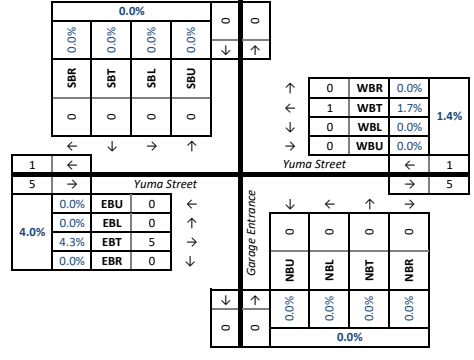 0.0%
0.0% 0.0% 0.0% 0.0% 0 0
↓ ↑
SBR SBT SBL SBU
0 0 0 0
← ↓ → ↑
↑ 0 WBR 0.0%
← 1 WBT 1.7%
1.4%
↓ 0 WBL 0.0%
→ 0 WBU 0.0%
1 ← Yuma Street ← 1
5 → Yuma Street → 5
0.0% EBU 0 ←
0.0% EBL 0 ↑
4.0%
4.3% EBT 5 →
0.0% EBR 0 ↓
Garage Entrance
↓ ← ↑ →
0 0 0 0
NBU NBL NBT NBR
↓ ↑
0 0 0.0% 0.0% 0.0% 0.0%
0.0%